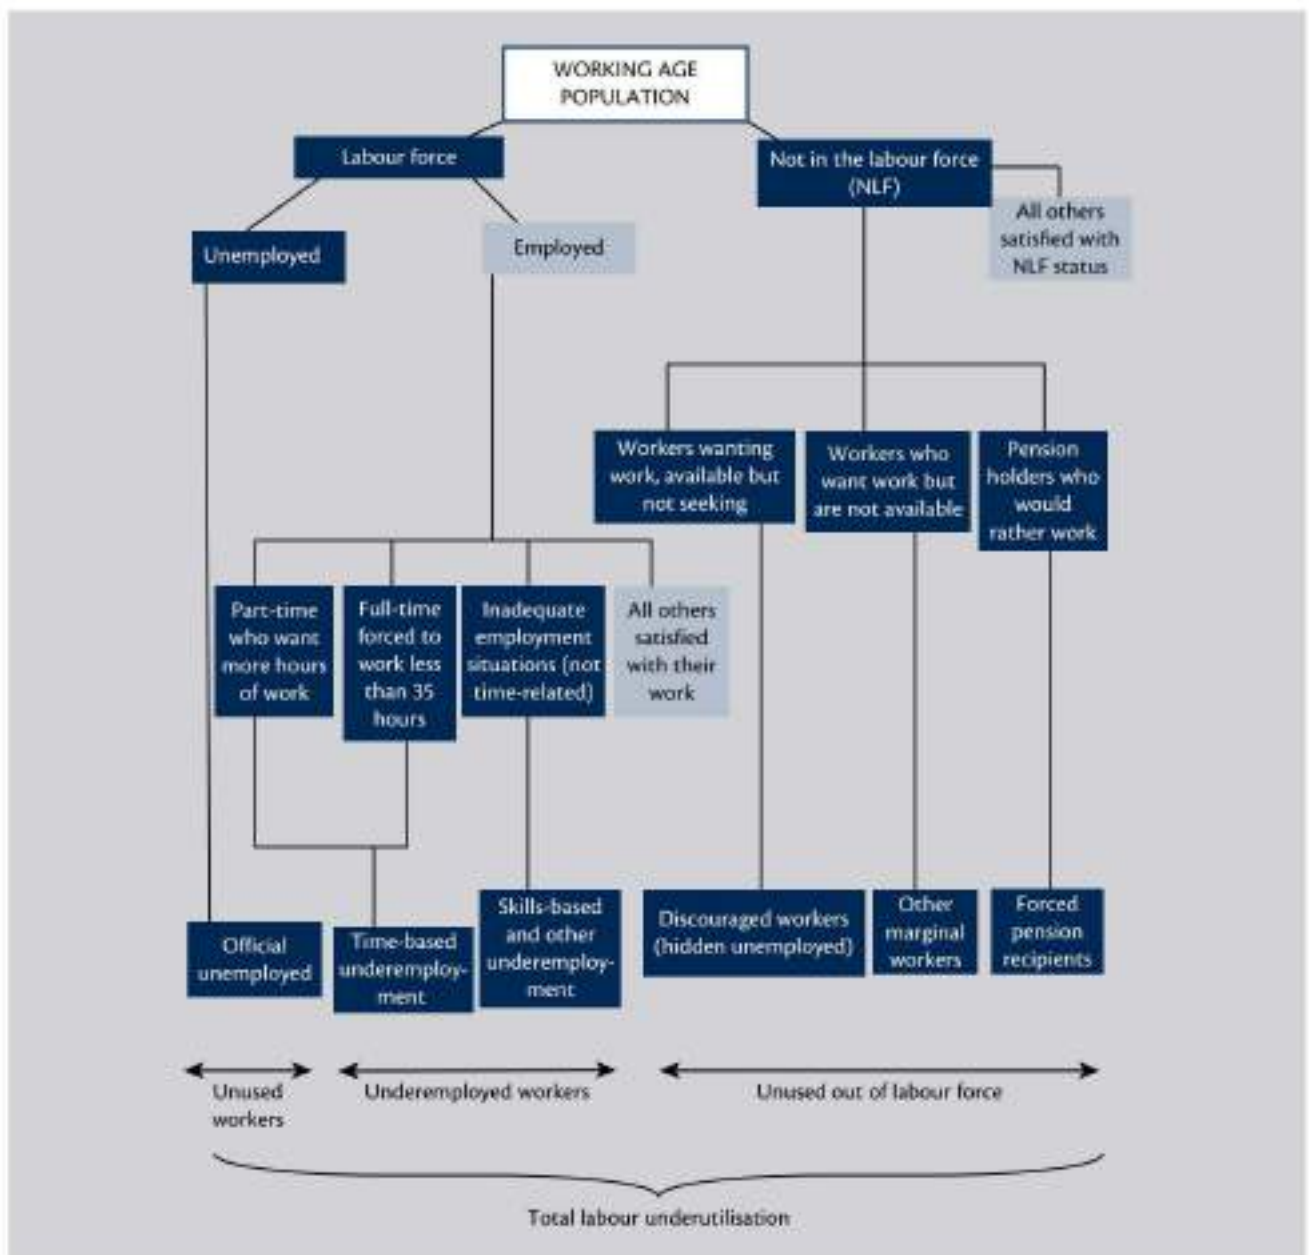 WORKING AGE
POPULATION
Labour force
Not in the labour force
(NLF)
All others
satisfied with
NLF status
Unemployed
Employed
Workers wanting
work, available but
not seeking
Workers who
want work but
are not available
Pension
holders who
would
rather work
Part-time
who want
more hours
of work
Full-time
forced to
work less
than 35
hours
Inadequate
employment
situations (not
time-related)
All others
satisfied
with their
work
Official
unemployed
Time-based
underemploy-
ment
Skills-based
and other
underemploy-
ment
Discouraged workers
(hidden unemployed)
Other
marginal
workers
Forced
pension
recipients
Unused
workers
Underemployed workers
Unused out of labour force
Total labour underutilisation